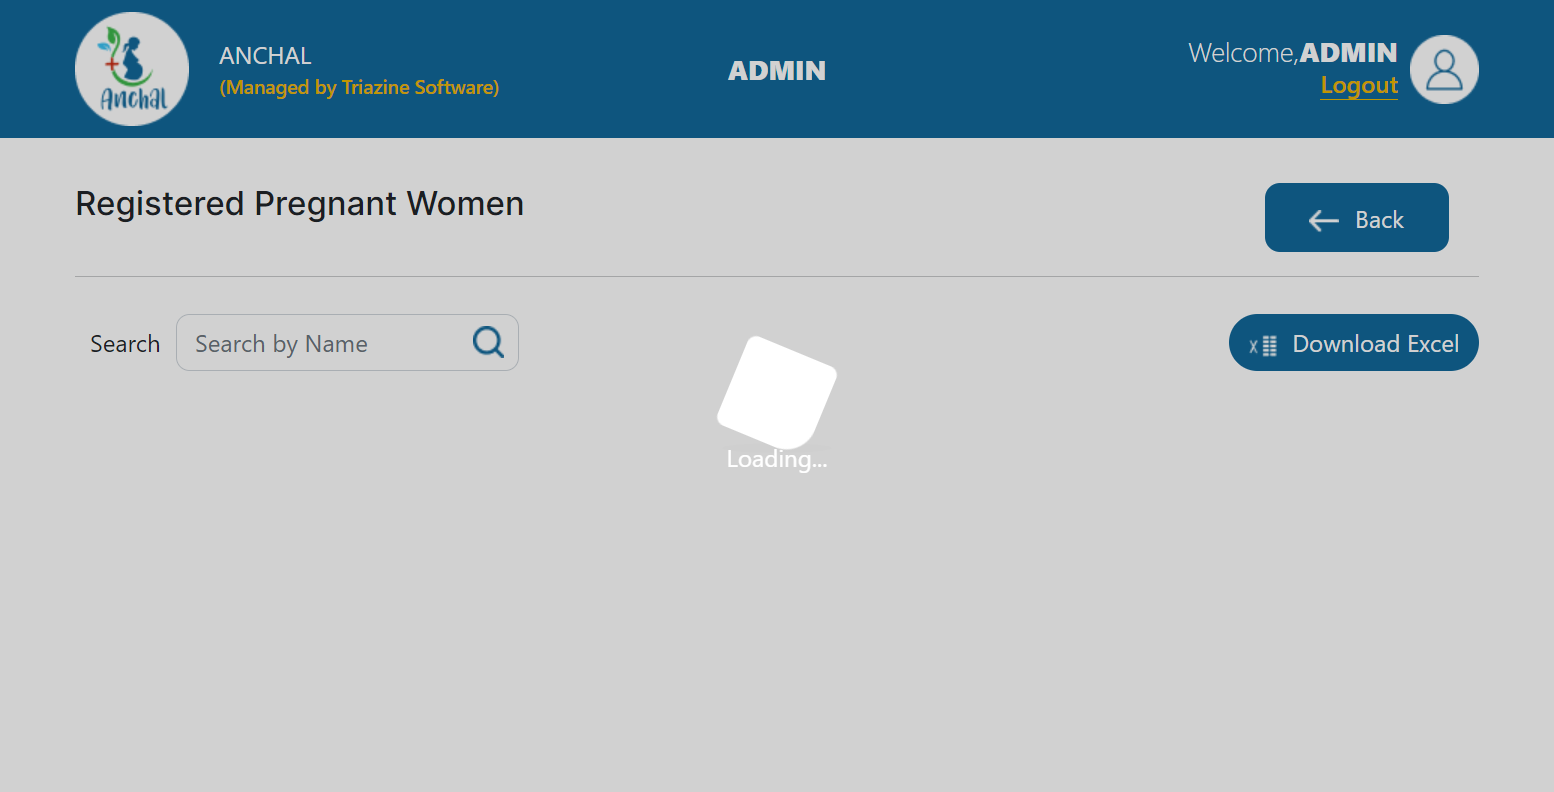 Anchal
ANCHAL
(Managed by Triazine Software)
ADMIN
Welcome,ADMIN
Logout
Registered Pregnant Women
Back
Search
Search by Name
X
Download Excel
Loading...